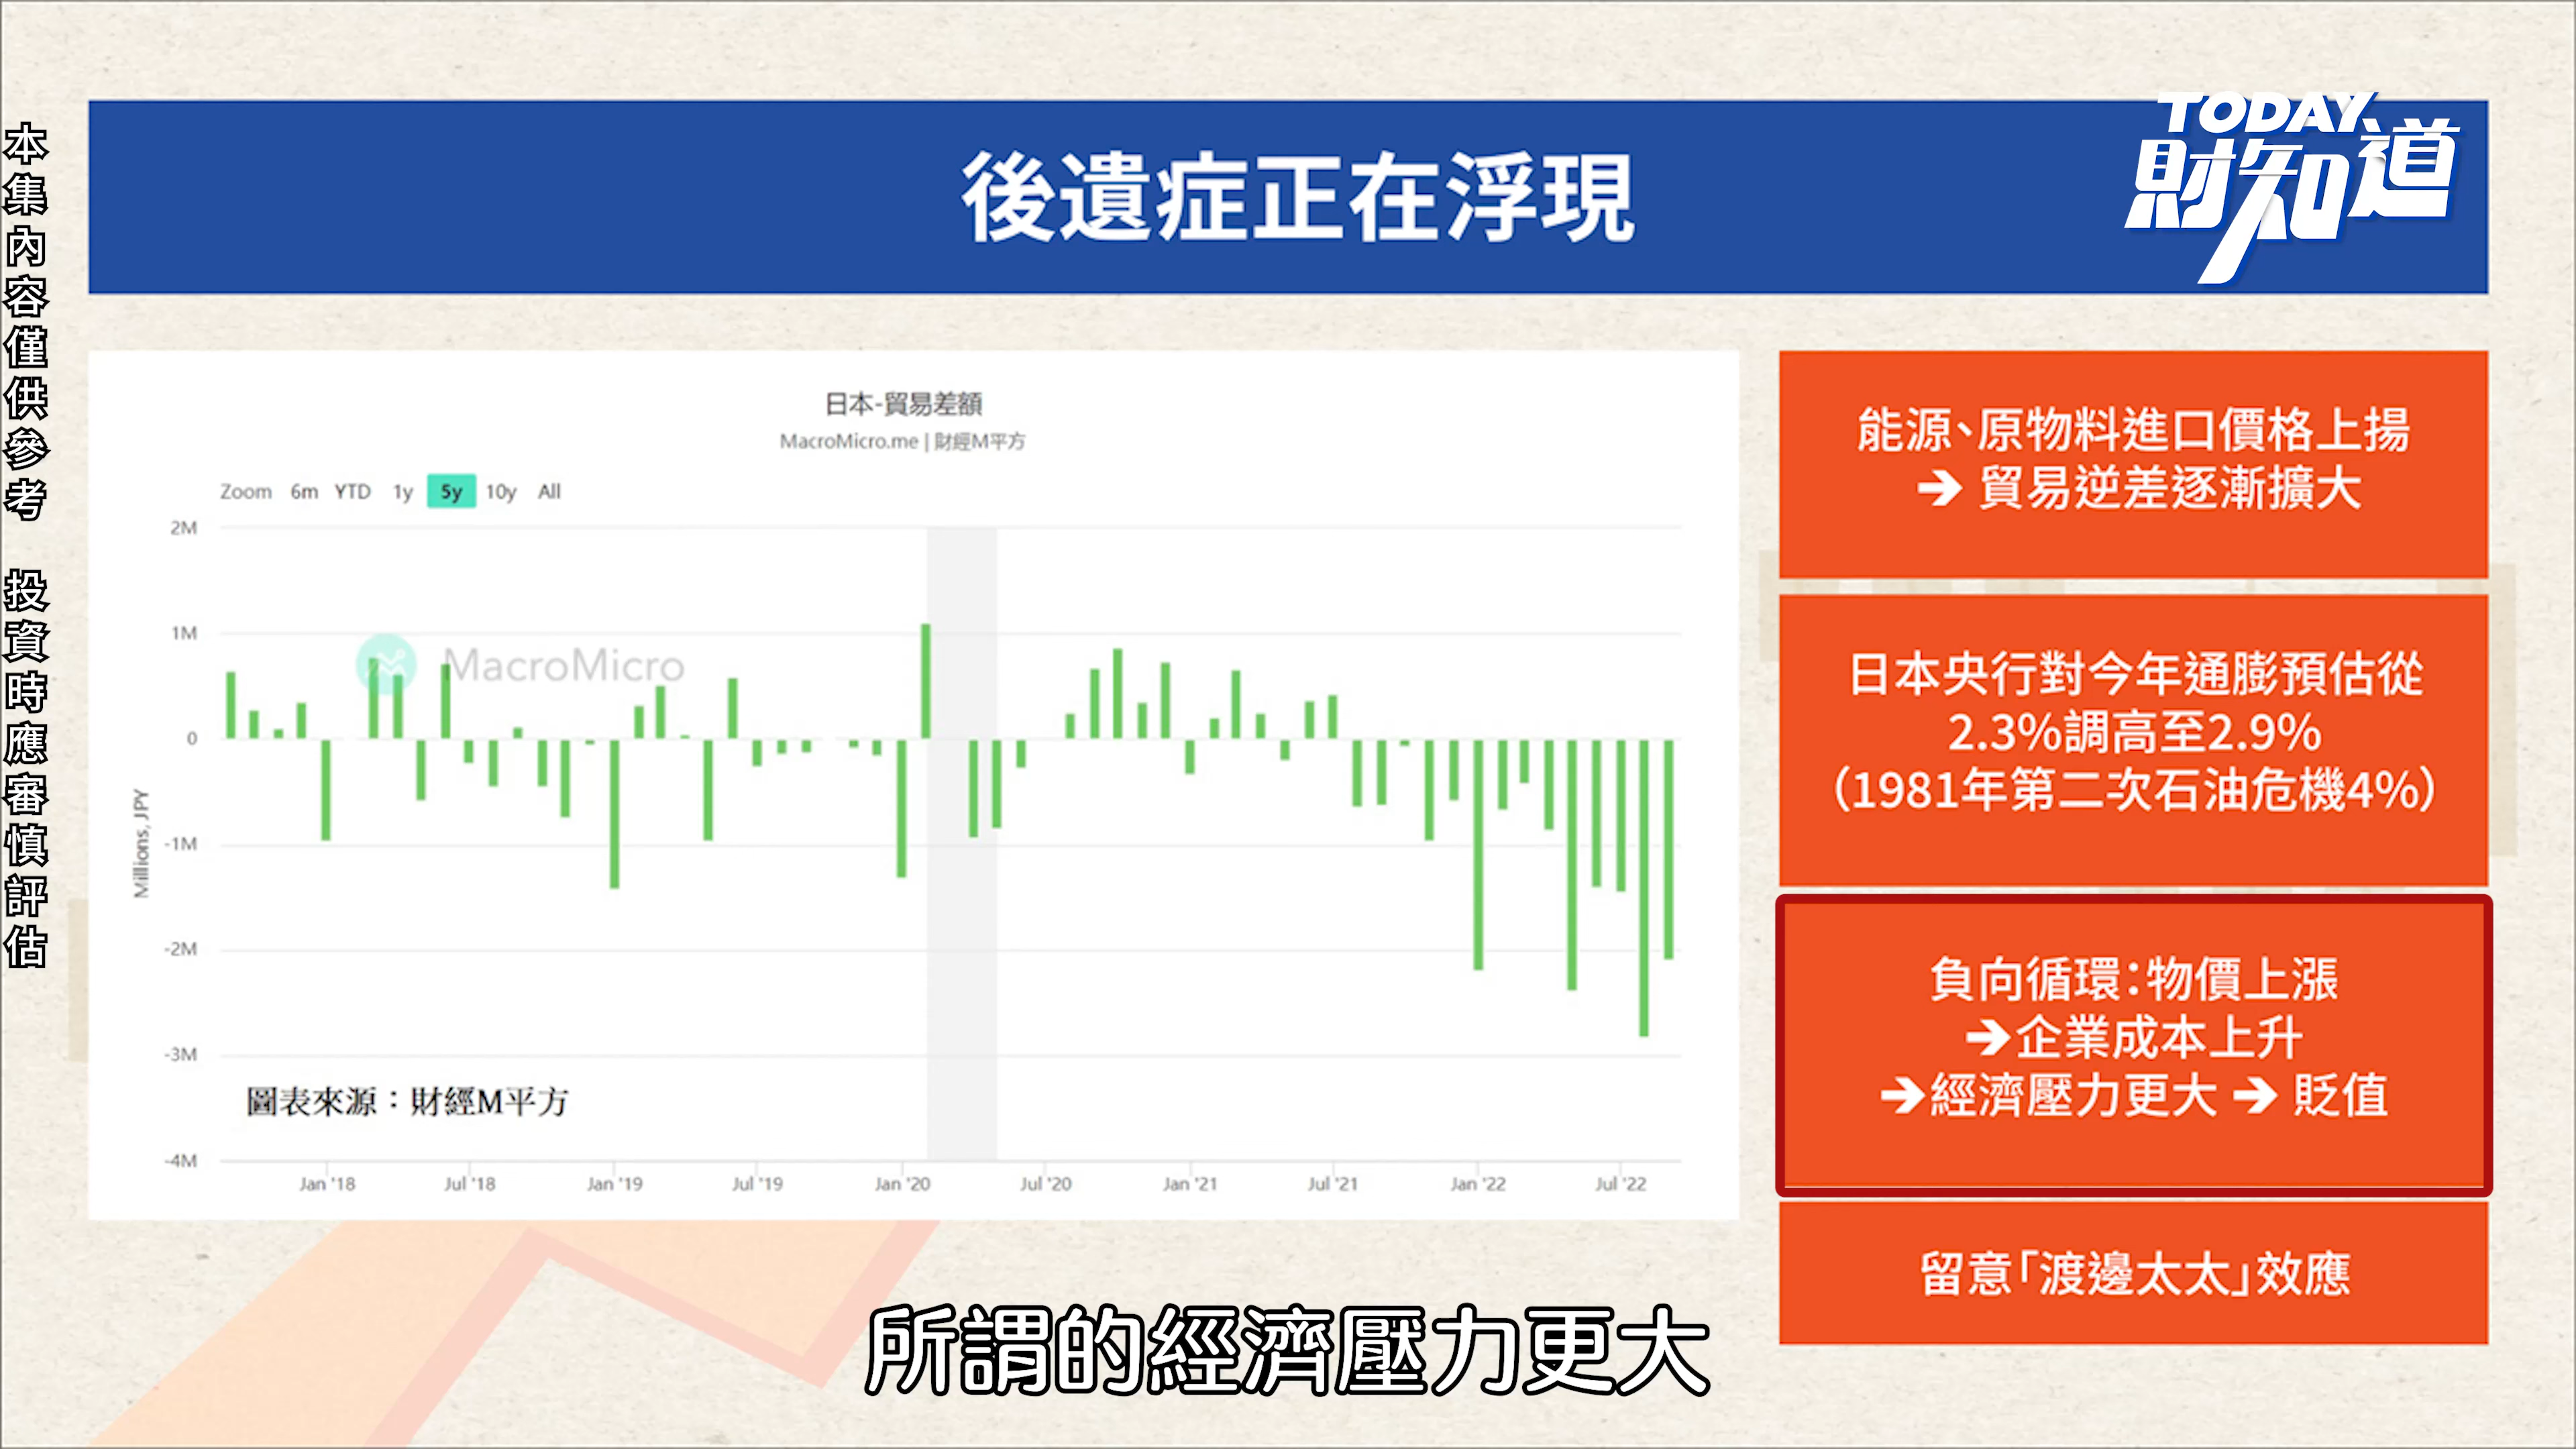 本集內容僅供參考 投資時應審慎評估
後遺症正在浮現
TODAY
財知道
日本-貿易差額
MacroMicro.me | 財經M平方
Zoom 6m YTD 1y 5y 10y All
2M
1M
0
-1M
-2M
-3M
-4M
Millions, JPY
MacroMicro
圖表來源：財經M平方
Jan '18 Jul '18 Jan '19 Jul '19 Jan '20 Jul '20 Jan '21 Jul '21 Jan '22 Jul '22
能源、原物料進口價格上揚
➔ 貿易逆差逐漸擴大
日本央行對今年通膨預估從
2.3%調高至2.9%
（1981年第二次石油危機4%）
負向循環：物價上漲
➔企業成本上升
➔經濟壓力更大 ➔ 貶值
留意「渡邊太太」效應
所謂的經濟壓力更大